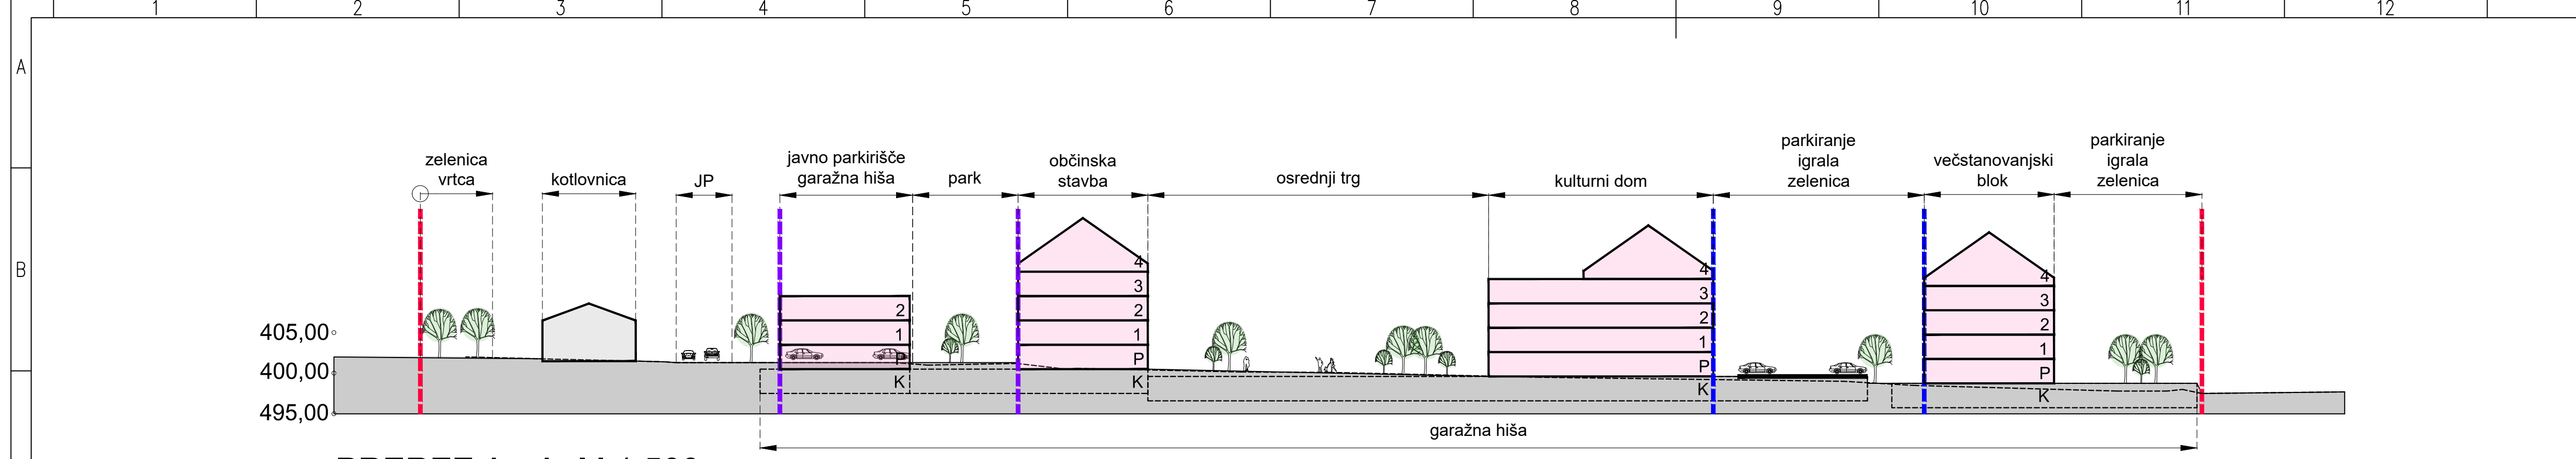 1 2 3 4 5 6 7 8 9 10 11 12
A
B
zelenica
vrtca
kotlovnica
JP
javno parkirišče
garažna hiša
park
občinska
stavba
osrednji trg
kulturni dom
parkiranje
igrala
zelenica
večstanovanjski
blok
parkiranje
igrala
zelenica
2
1
P
K
4
3
2
1
P
K
4
3
2
1
P
K
4
3
2
1
P
K
405,00
400,00
495,00
garažna hiša